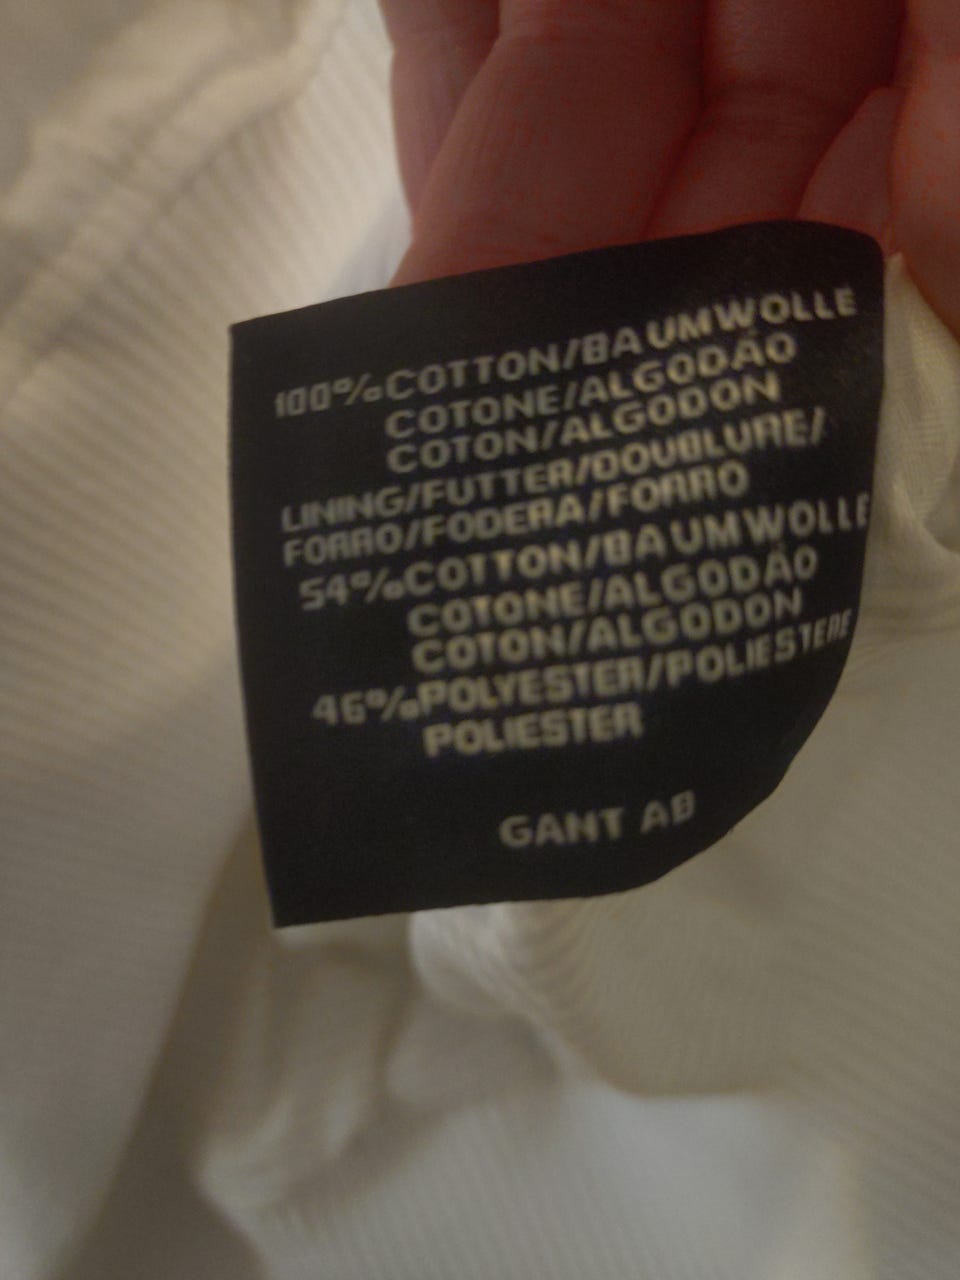 100%COTTON/BAUMWOLLE
COTONE/ALGODÃO
COTON/ALGODON
LINING/FUTTER/DOUBLURE/
FORRO/FODERA/FORRO
54%COTTON/BAUMWOLLE
COTONE/ALGODÃO
COTON/ALGODON
46%POLYESTER/POLIESTERE
POLIESTER
GANT AB